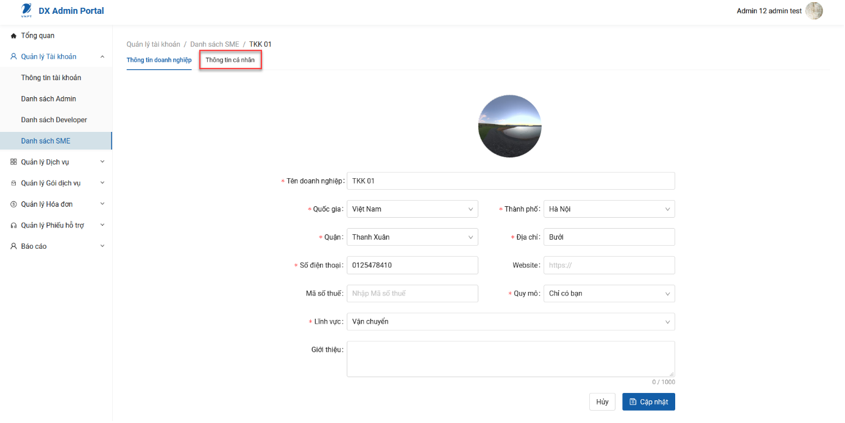 VNPT
DX Admin Portal
Admin 12 admin test
Tổng quan
Quản lý Tài khoản
Thông tin tài khoản
Danh sách Admin
Danh sách Developer
Danh sách SME
Quản lý Dịch vụ
Quản lý Gói dịch vụ
Quản lý Hóa đơn
Quản lý Phiếu hỗ trợ
Báo cáo
Quản lý tài khoản / Danh sách SME / TKK 01
Thông tin doanh nghiệp Thông tin cá nhân
* Tên doanh nghiệp: TKK 01
* Quốc gia: Việt Nam * Thành phố: Hà Nội
* Quận: Thanh Xuân * Địa chỉ: Bưởi
* Số điện thoại: 0125478410 Website: https://
Mã số thuế: Nhập Mã số thuế * Quy mô: Chỉ có bạn
* Lĩnh vực: Vận chuyển
Giới thiệu:
0 / 1000
Hủy Cập nhật